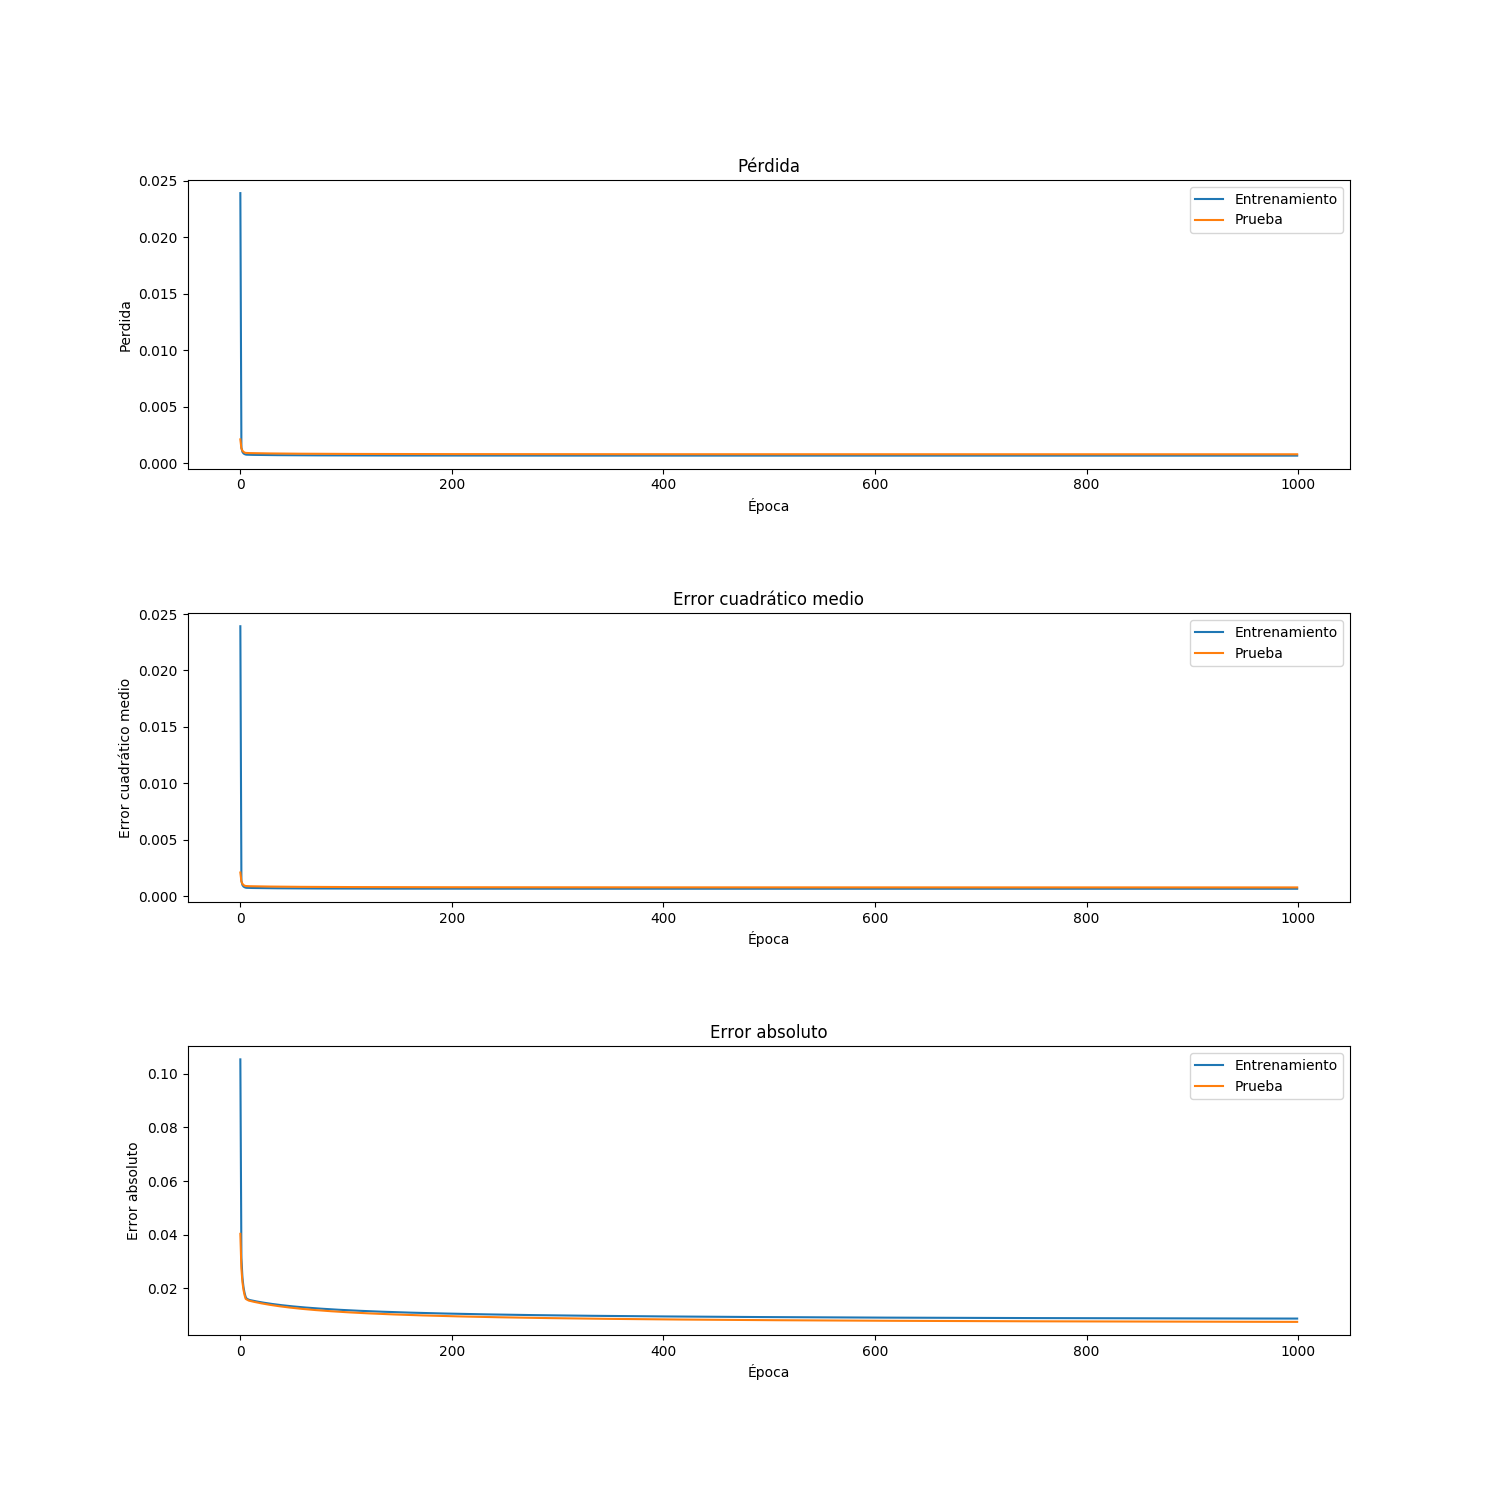 Pérdida
0.025
0.020
0.015
0.010
0.005
0.000
Perdida
Entrenamiento
Prueba
0 200 400 600 800 1000
Época
Error cuadrático medio
0.025
0.020
0.015
0.010
0.005
0.000
Error cuadrático medio
Entrenamiento
Prueba
0 200 400 600 800 1000
Época
Error absoluto
0.10
0.08
0.06
0.04
0.02
Error absoluto
Entrenamiento
Prueba
0 200 400 600 800 1000
Época